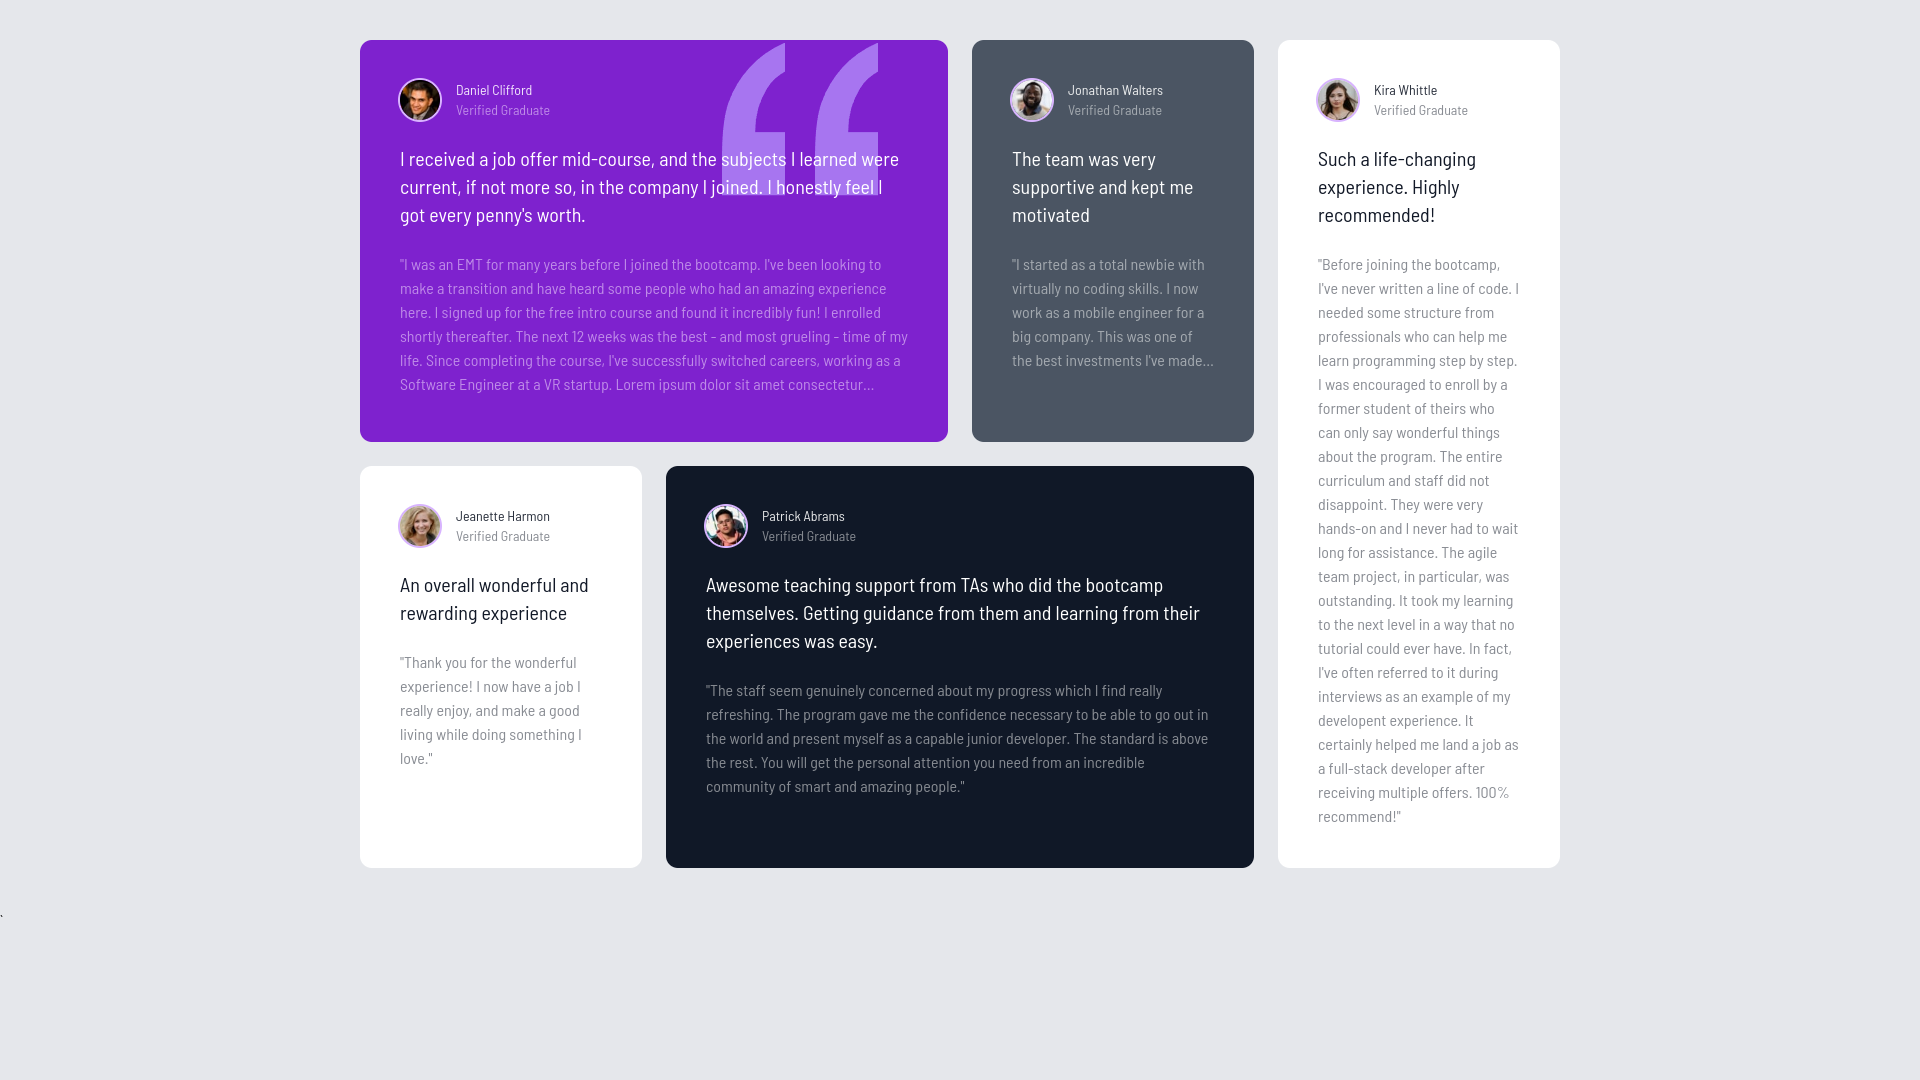 Daniel Clifford
Verified Graduate
I received a job offer mid-course, and the subjects I learned were
current, if not more so, in the company I joined. I honestly feel I
got every penny's worth.
"I was an EMT for many years before I joined the bootcamp. I've been looking to
make a transition and have heard some people who had an amazing experience
here. I signed up for the free intro course and found it incredibly fun! I enrolled
shortly thereafter. The next 12 weeks was the best - and most grueling - time of my
life. Since completing the course, I've successfully switched careers, working as a
Software Engineer at a VR startup. Lorem ipsum dolor sit amet consectetur...
Jonathan Walters
Verified Graduate
The team was very
supportive and kept me
motivated
"I started as a total newbie with
virtually no coding skills. I now
work as a mobile engineer for a
big company. This was one of
the best investments I've made...
Kira Whittle
Verified Graduate
Such a life-changing
experience. Highly
recommended!
"Before joining the bootcamp,
I've never written a line of code. I
needed some structure from
professionals who can help me
learn programming step by step.
I was encouraged to enroll by a
former student of theirs who
can only say wonderful things
about the program. The entire
curriculum and staff did not
disappoint. They were very
hands-on and I never had to wait
long for assistance. The agile
team project, in particular, was
outstanding. It took my learning
to the next level in a way that no
tutorial could ever have. In fact,
I've often referred to it during
interviews as an example of my
developent experience. It
certainly helped me land a job as
a full-stack developer after
receiving multiple offers. 100%
recommend!"
Jeanette Harmon
Verified Graduate
An overall wonderful and
rewarding experience
"Thank you for the wonderful
experience! I now have a job I
really enjoy, and make a good
living while doing something I
love."
Patrick Abrams
Verified Graduate
Awesome teaching support from TAs who did the bootcamp
themselves. Getting guidance from them and learning from their
experiences was easy.
"The staff seem genuinely concerned about my progress which I find really
refreshing. The program gave me the confidence necessary to be able to go out in
the world and present myself as a capable junior developer. The standard is above
the rest. You will get the personal attention you need from an incredible
community of smart and amazing people."
`